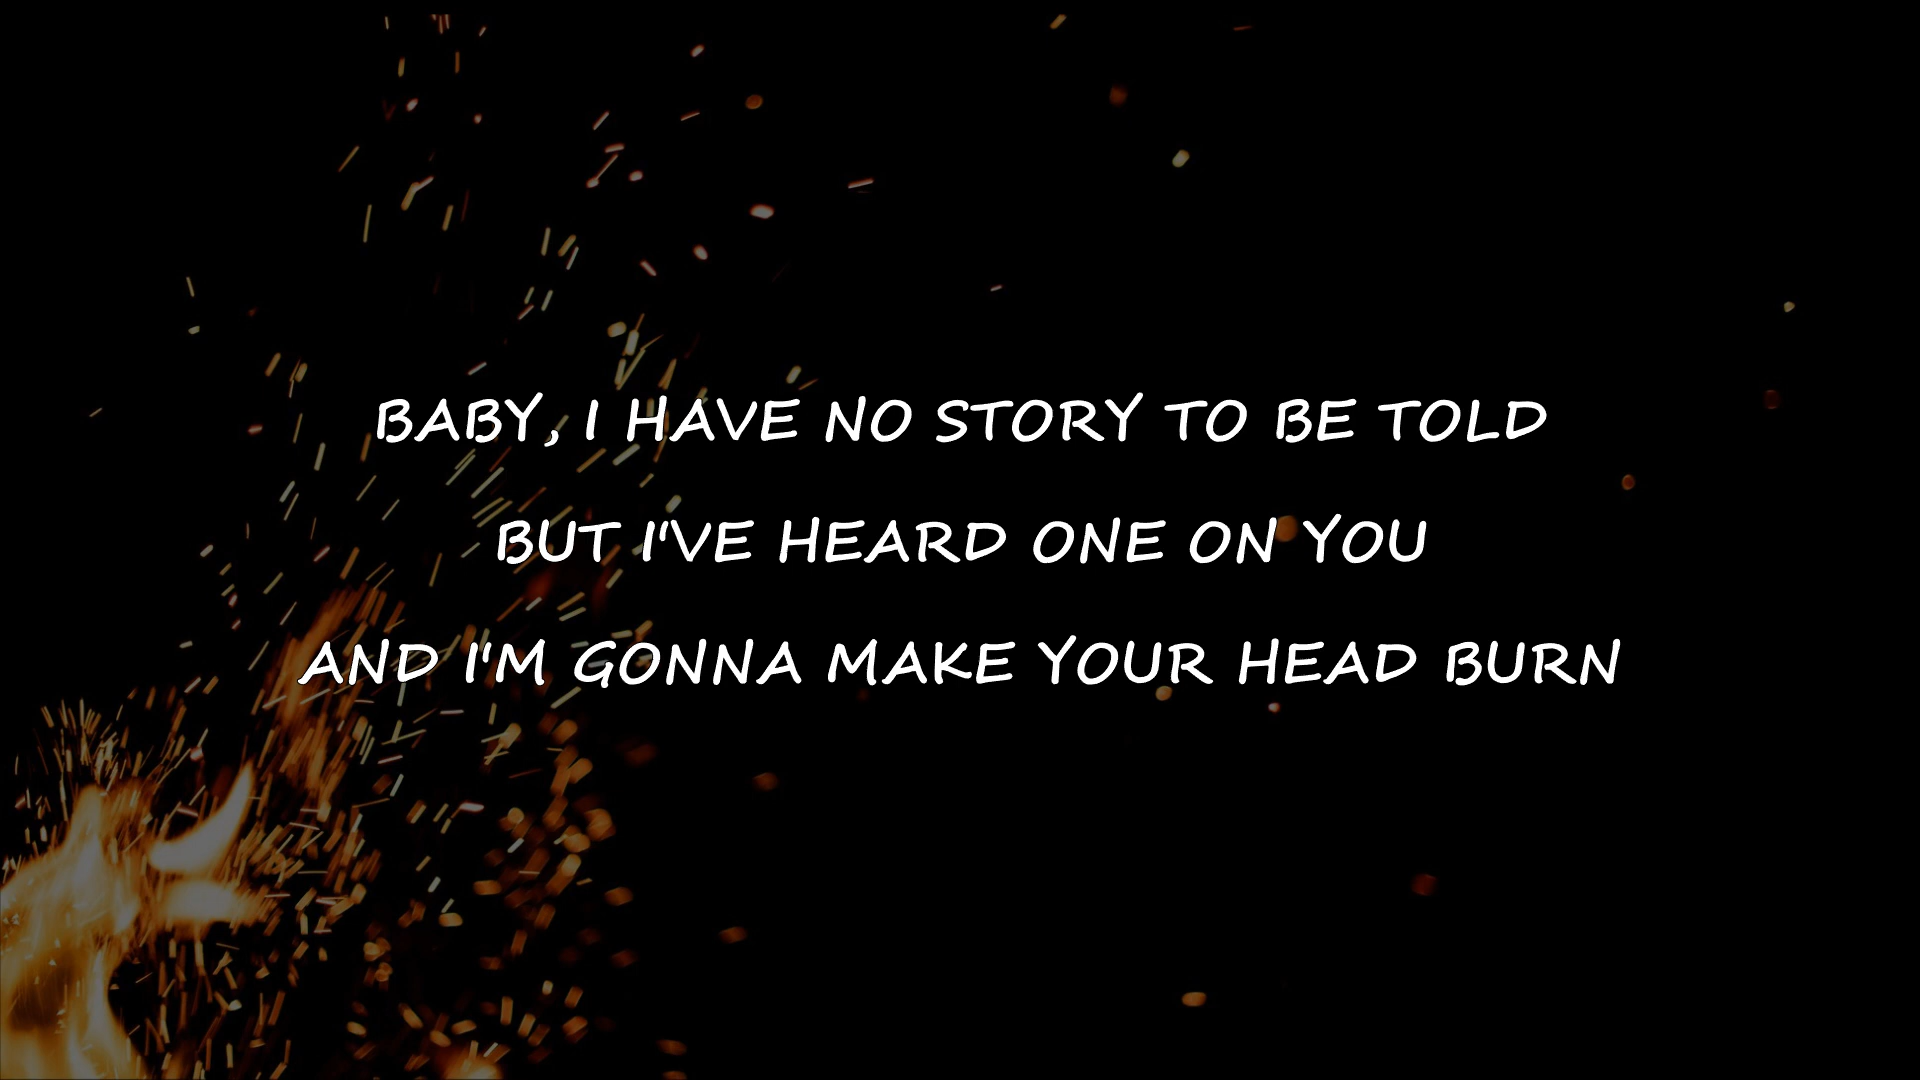 BABY, I HAVE NO STORY TO BE TOLD
BUT I'VE HEARD ONE ON YOU
AND I'M GONNA MAKE YOUR HEAD BURN